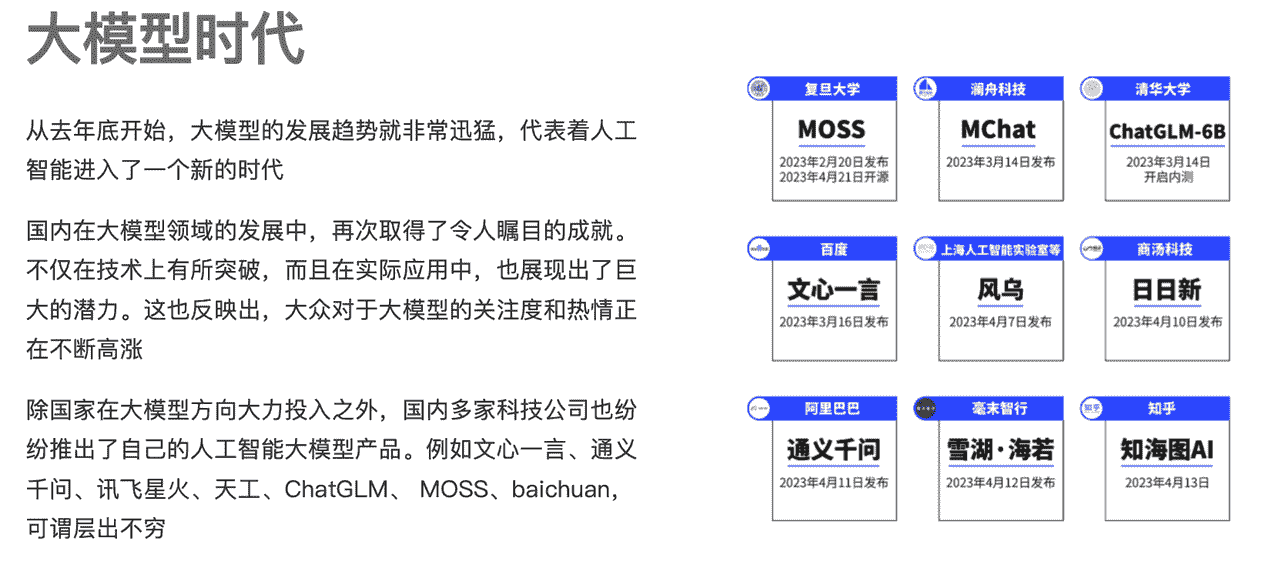 大模型时代
从去年底开始，大模型的发展趋势就非常迅猛，代表着人工
智能进入了一个新的时代
国内在大模型领域的发展中，再次取得了令人瞩目的成就。
不仅在技术上有所突破，而且在实际应用中，也展现出了巨
大的潜力。这也反映出，大众对于大模型的关注度和热情正
在不断高涨
除国家在大模型方向大力投入之外，国内多家科技公司也纷
纷推出了自己的人工智能大模型产品。例如文心一言、通义
千问、讯飞星火、天工、ChatGLM、 MOSS、baichuan，
可谓层出不穷
复旦大学
MOSS
2023年2月20日发布
2023年4月21日开源
澜舟科技
MChat
2023年3月14日发布
清华大学
ChatGLM-6B
2023年3月14日
开启内测
百度
文心一言
2023年3月16日发布
上海人工智能实验室等
风乌
2023年4月7日发布
商汤科技
日日新
2023年4月10日发布
阿里巴巴
通义千问
2023年4月11日发布
毫末智行
雪湖·海若
2023年4月12日发布
知乎
知海图AI
2023年4月13日